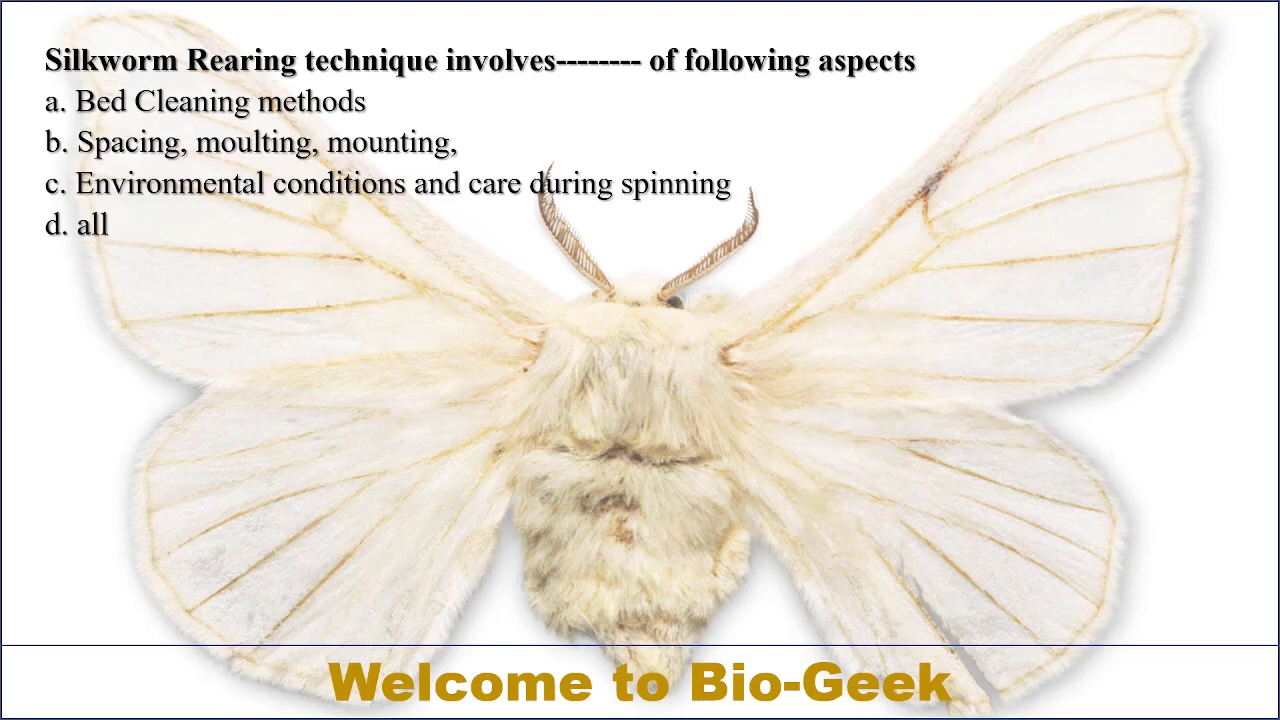 Silkworm Rearing technique involves-------- of following aspects
a. Bed Cleaning methods
b. Spacing, moulting, mounting,
c. Environmental conditions and care during spinning
d. all
Welcome to Bio-Geek